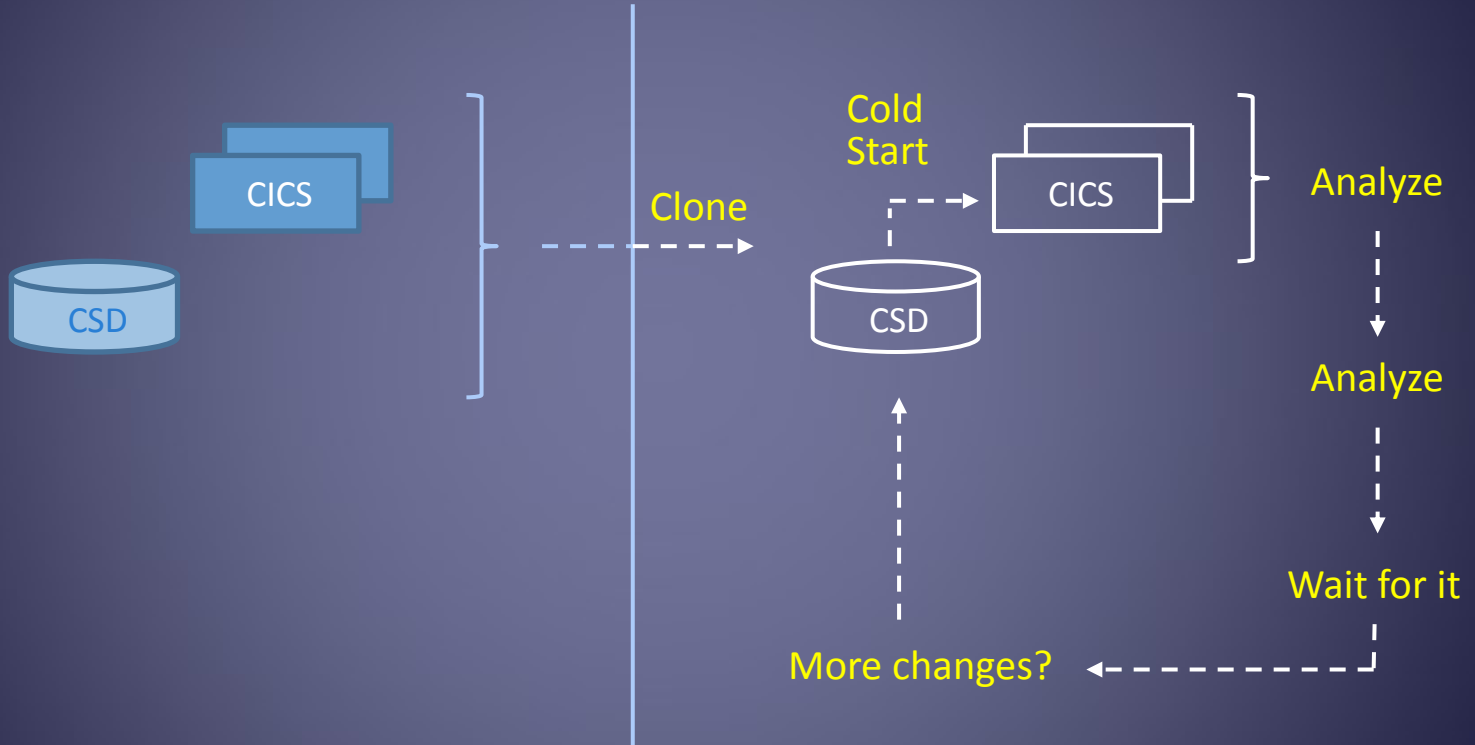 CICS
CSD
Clone
Cold
Start
CICS
CSD
Analyze
Analyze
Wait for it
More changes?